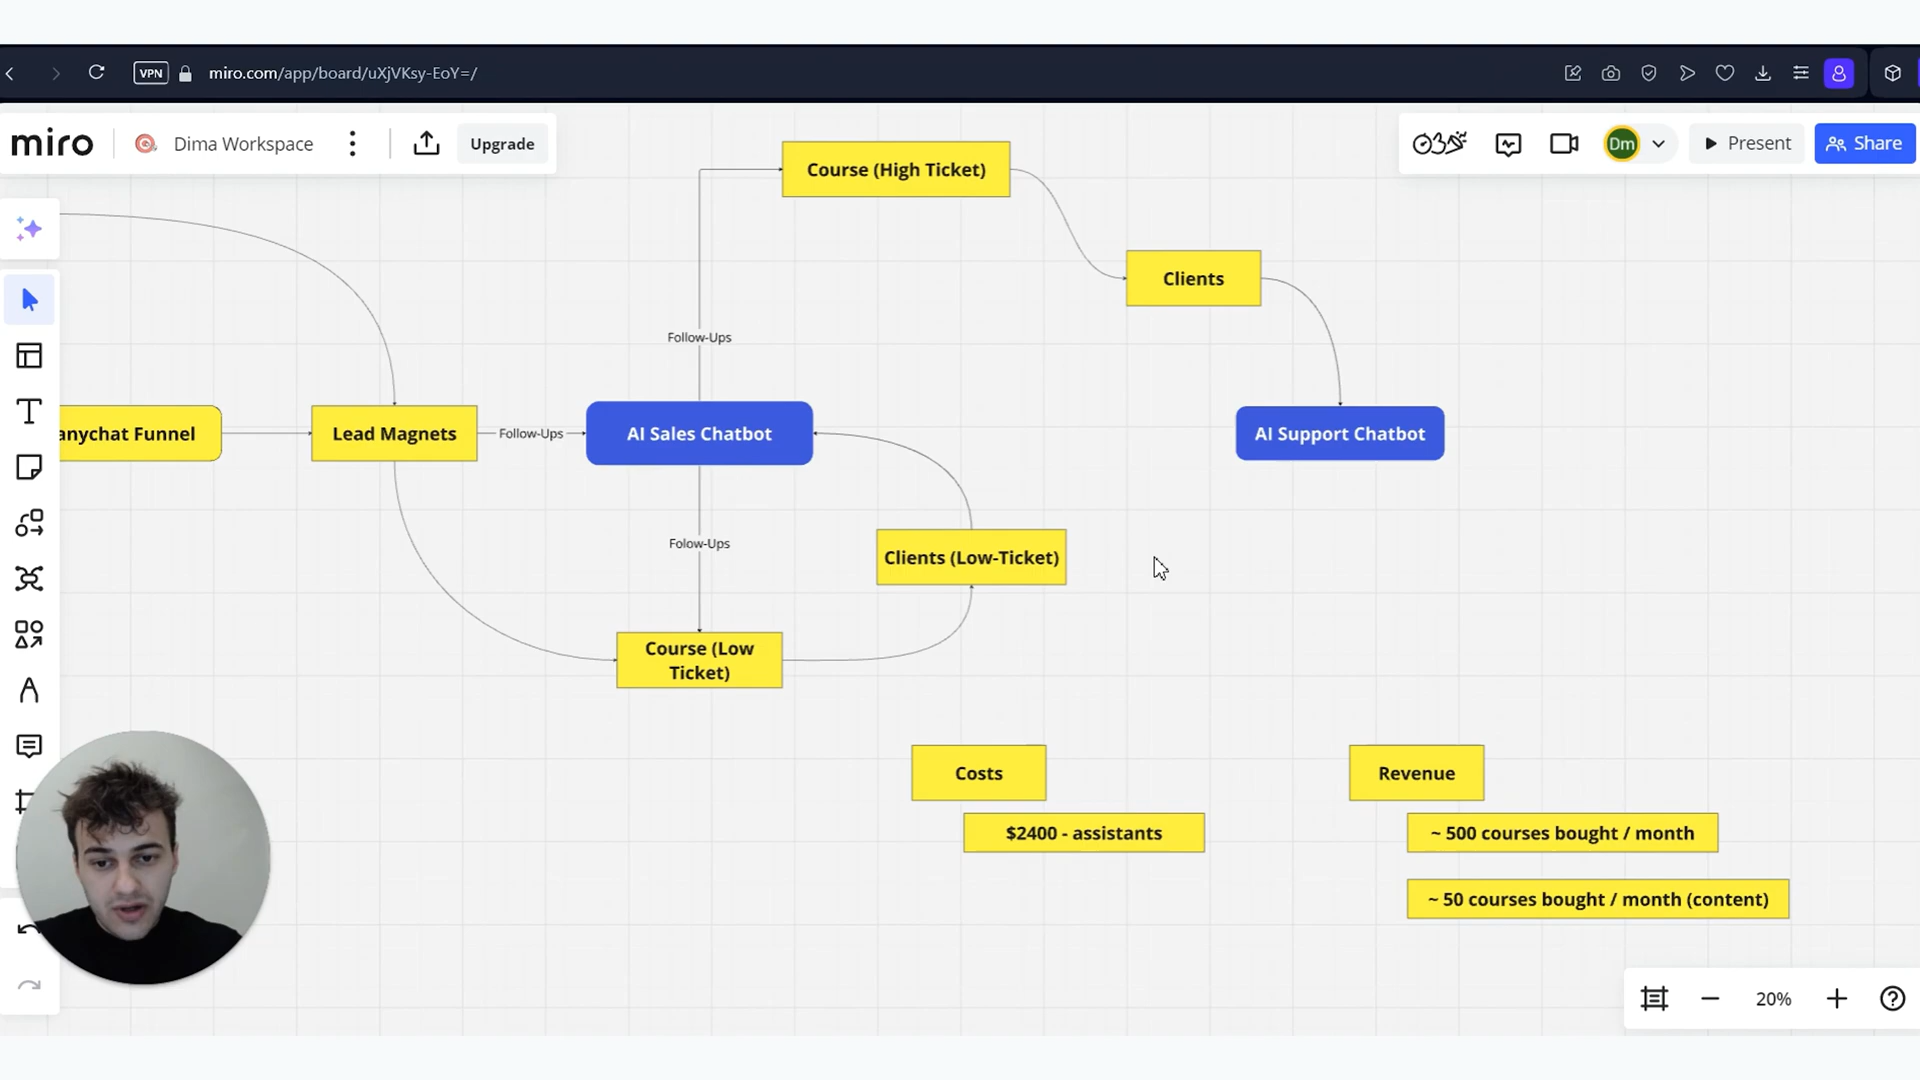 VPN
miro.com/app/board/uXjVKsy-EoY=/
miro
Dima Workspace
Upgrade
Dm
Present
Share
Course (High Ticket)
Clients
Follow-Ups
anychat Funnel
Lead Magnets
Follow-Ups
AI Sales Chatbot
AI Support Chatbot
Folow-Ups
Clients (Low-Ticket)
Course (Low
Ticket)
Costs
Revenue
$2400 - assistants
~ 500 courses bought / month
~ 50 courses bought / month (content)
20%